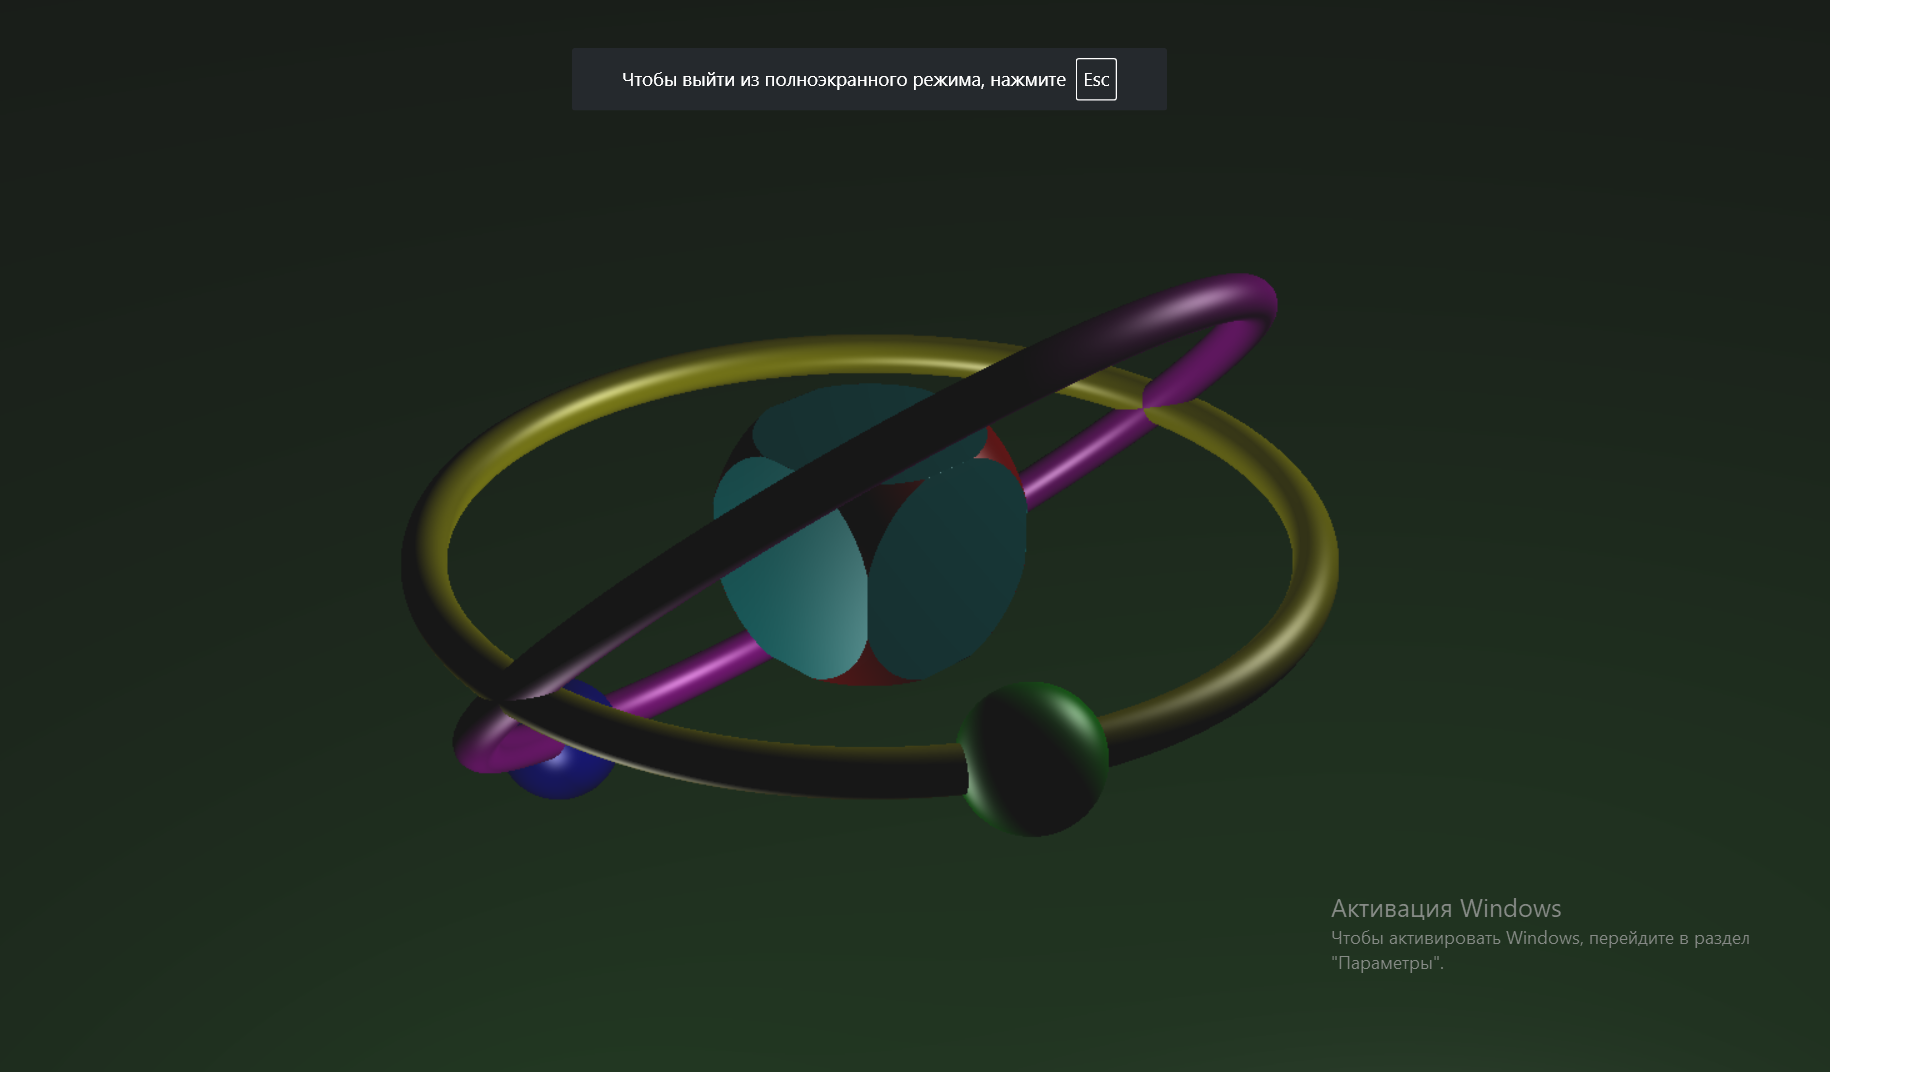 Чтобы выйти из полноэкранного режима, нажмите Esc
Активация Windows
Чтобы активировать Windows, перейдите в раздел
"Параметры".